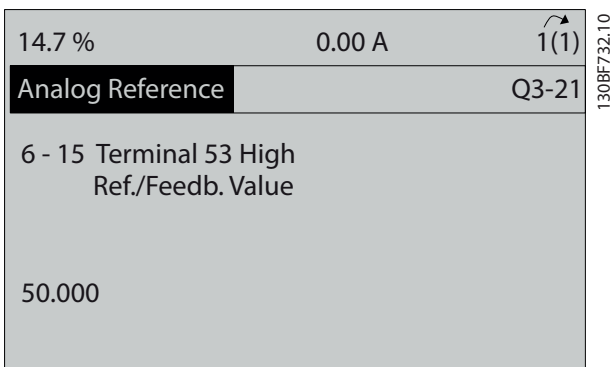 14.7 % 0.00 A 1(1)
Analog Reference Q3-21
6 - 15 Terminal 53 High
Ref./Feedb. Value
50.000
130BF732.10